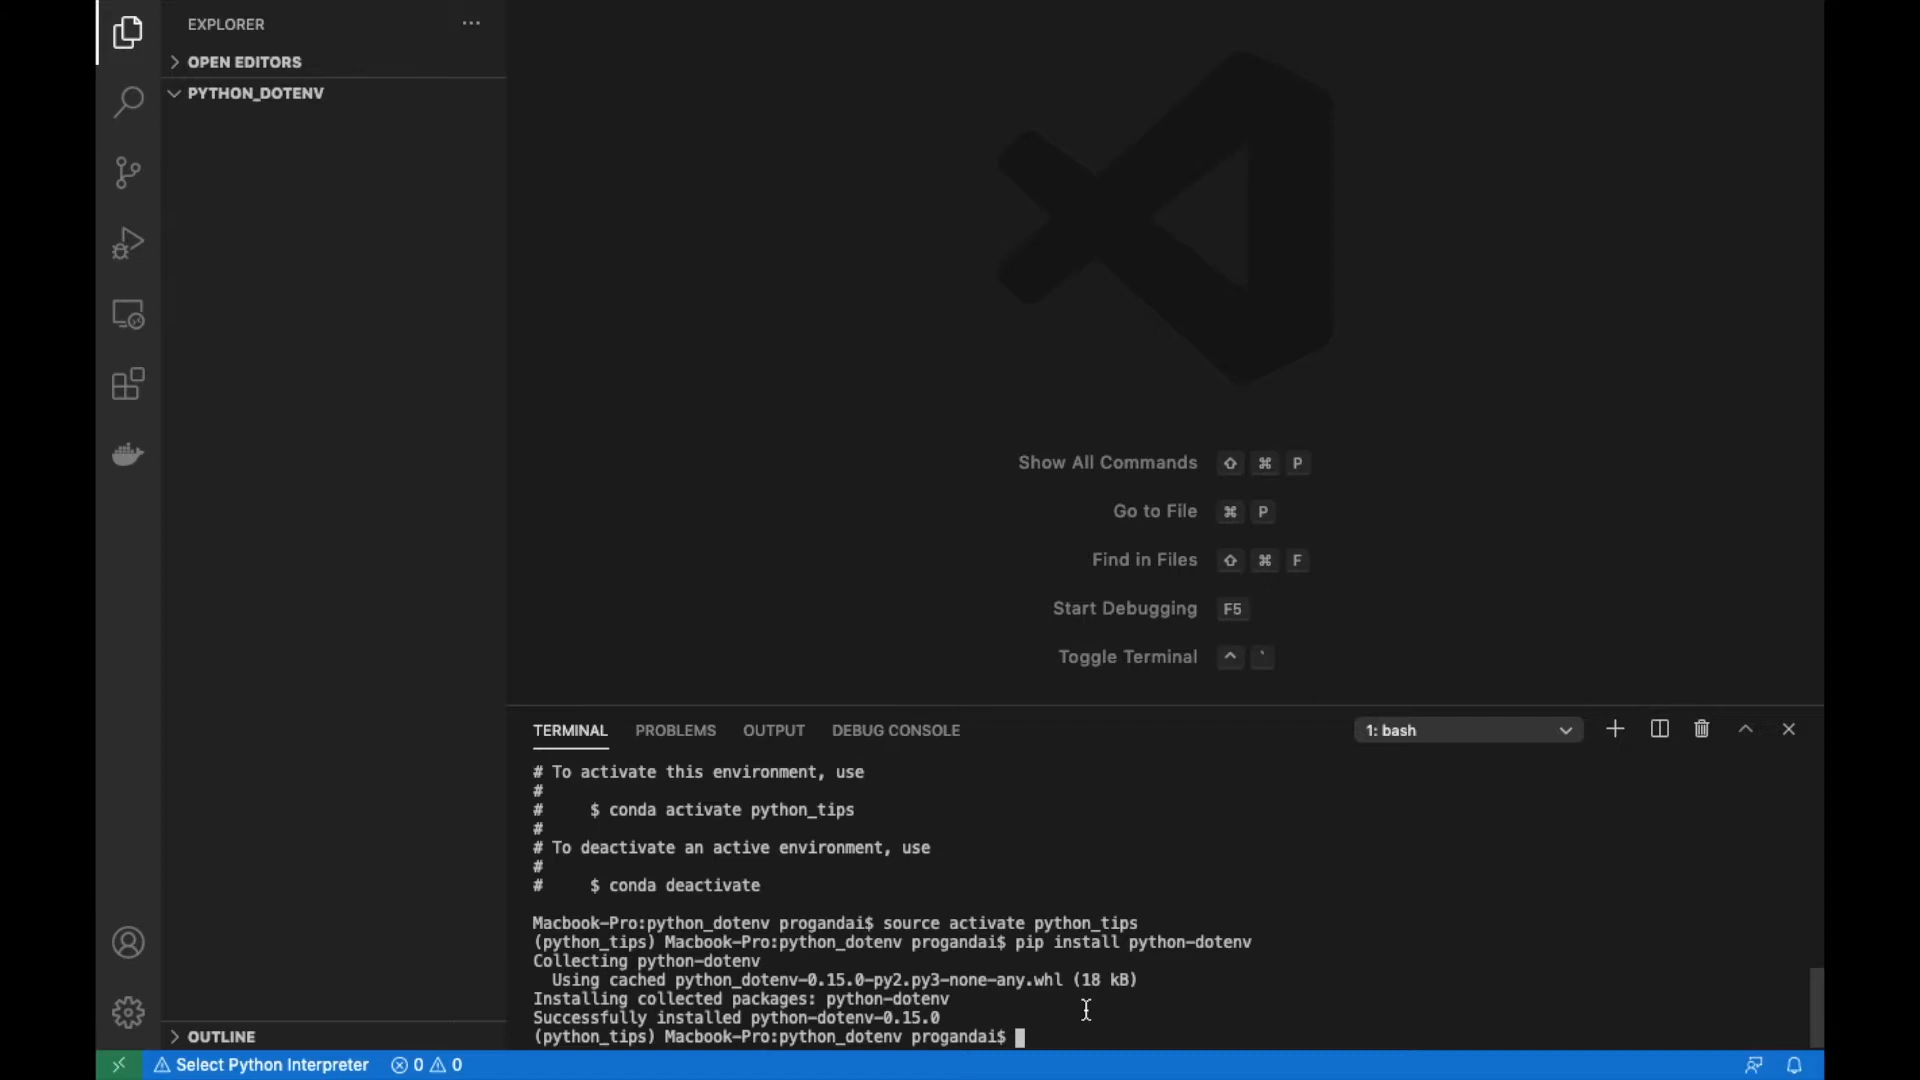 EXPLORER
OPEN EDITORS
PYTHON_DOTENV
Show All Commands ⇧ ⌘ P
Go to File ⌘ P
Find in Files ⇧ ⌘ F
Start Debugging F5
Toggle Terminal ^ `
TERMINAL PROBLEMS OUTPUT DEBUG CONSOLE 1: bash
# To activate this environment, use
#
#     $ conda activate python_tips
#
# To deactivate an active environment, use
#
#     $ conda deactivate
Macbook-Pro:python_dotenv progandai$ source activate python_tips
(python_tips) Macbook-Pro:python_dotenv progandai$ pip install python-dotenv
Collecting python-dotenv
  Using cached python_dotenv-0.15.0-py2.py3-none-any.whl (18 kB)
Installing collected packages: python-dotenv
Successfully installed python-dotenv-0.15.0
(python_tips) Macbook-Pro:python_dotenv progandai$
OUTLINE
Select Python Interpreter 0 0